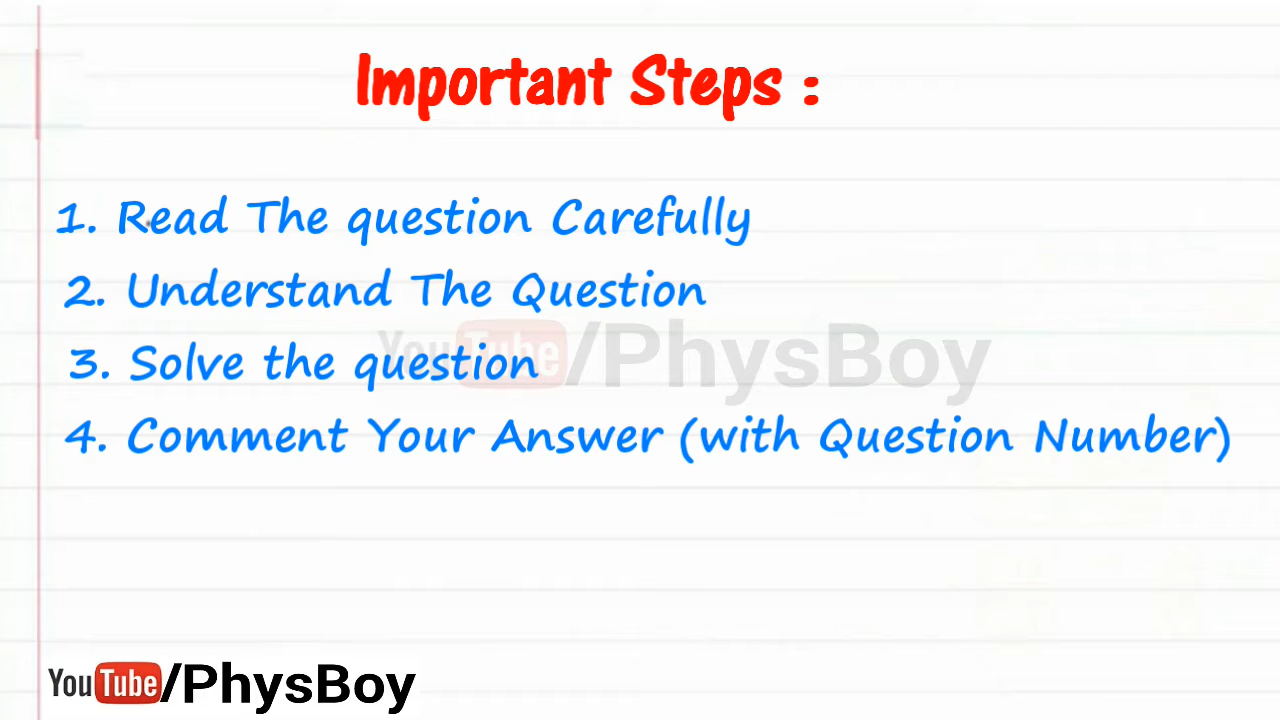 Important Steps :
1. Read The question Carefully
2. Understand The Question
YouTube/PhysBoy
3. Solve the question
4. Comment Your Answer (with Question Number)
YouTube/PhysBoy